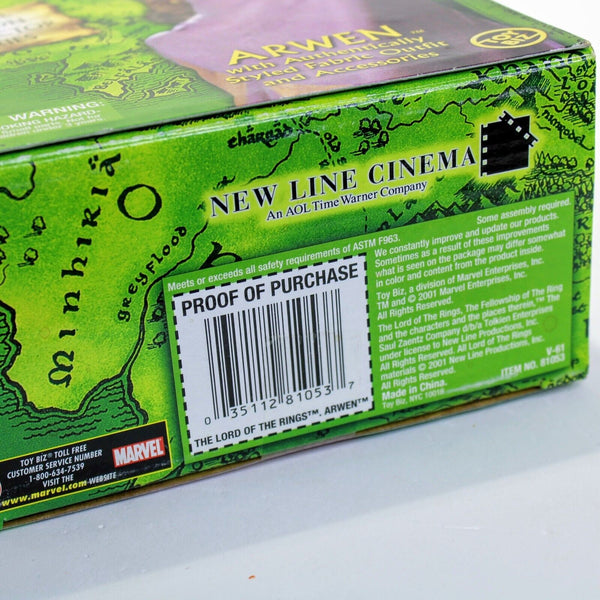 ARWEN™
with Authentically
Styled Fabric Outfit
and Accessories
TOY BIZ
WARNING:
CHOKING HAZARD
charnad
Minhiriä
greyflood
NEW LINE CINEMA
An AOL Time Warner Company
Meets or exceeds all safety requirements of ASTM F963.
Some assembly required.
We constantly improve and update our products.
Sometimes as a result of these improvements
what is seen on the package may differ somewhat
in color and content from the product inside.
Toy Biz, a division of Marvel Enterprises, Inc.
TM and © 2001 Marvel Enterprises, Inc.
All Rights Reserved.
The Lord of The Rings, The Fellowship of The Ring
and the characters and the places therein,™ The
Saul Zaentz Company d/b/a Tolkien Enterprises
under license to New Line Productions, Inc.
All Rights Reserved. All Lord of The Rings
materials © 2001 New Line Productions, Inc.
All Rights Reserved.
Made in China.
Toy Biz, NYC 10016
V-61
ITEM NO. 81053
PROOF OF PURCHASE
0 35112 81053 7
THE LORD OF THE RINGS™, ARWEN™
TOY BIZ® TOLL FREE
CUSTOMER SERVICE NUMBER
1-800-634-7539
VISIT THE
www.marvel.com WEBSITE
MARVEL